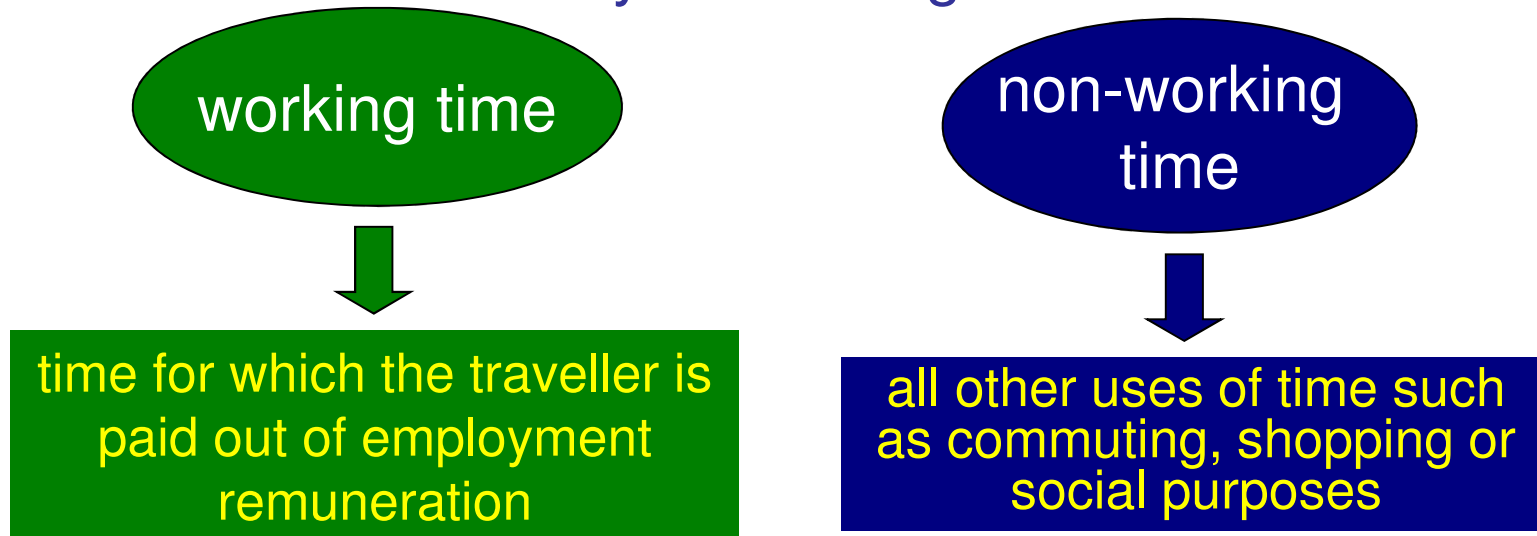 working time
non-working
time
time for which the traveller is
paid out of employment
remuneration
all other uses of time such
as commuting, shopping or
social purposes